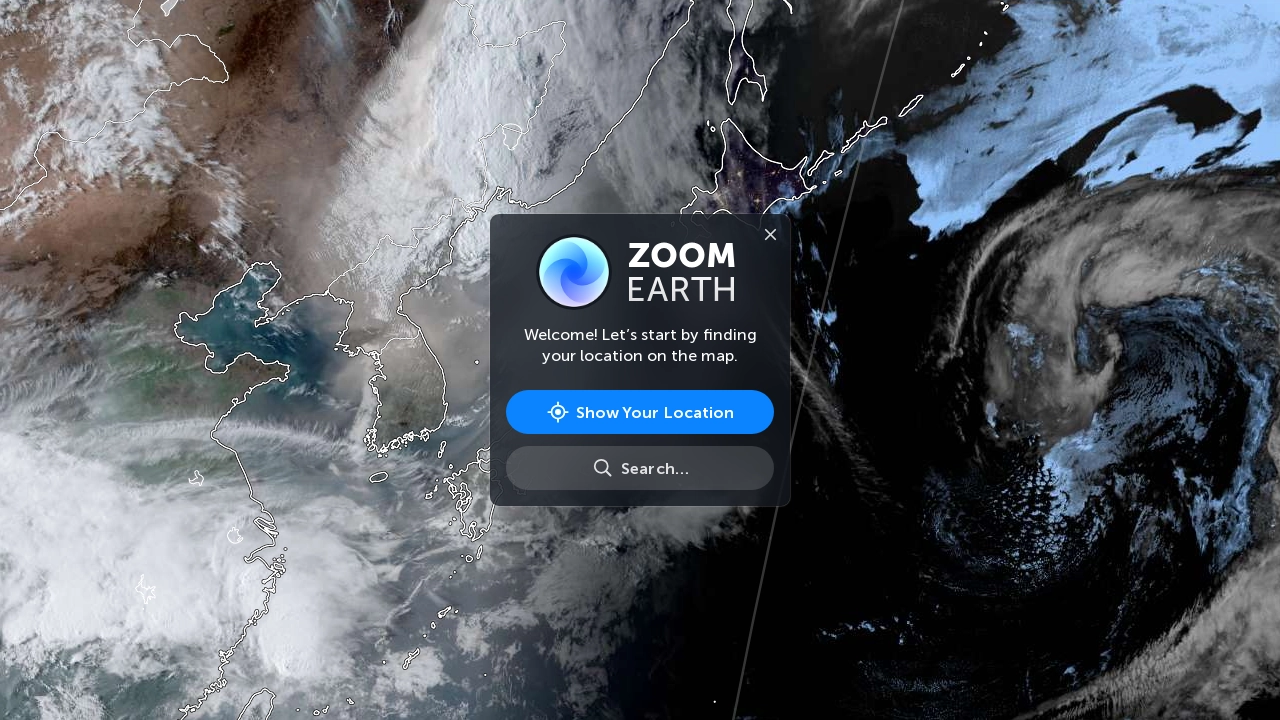 ZOOM
EARTH
Welcome! Let’s start by finding
your location on the map.
Show Your Location
Search...